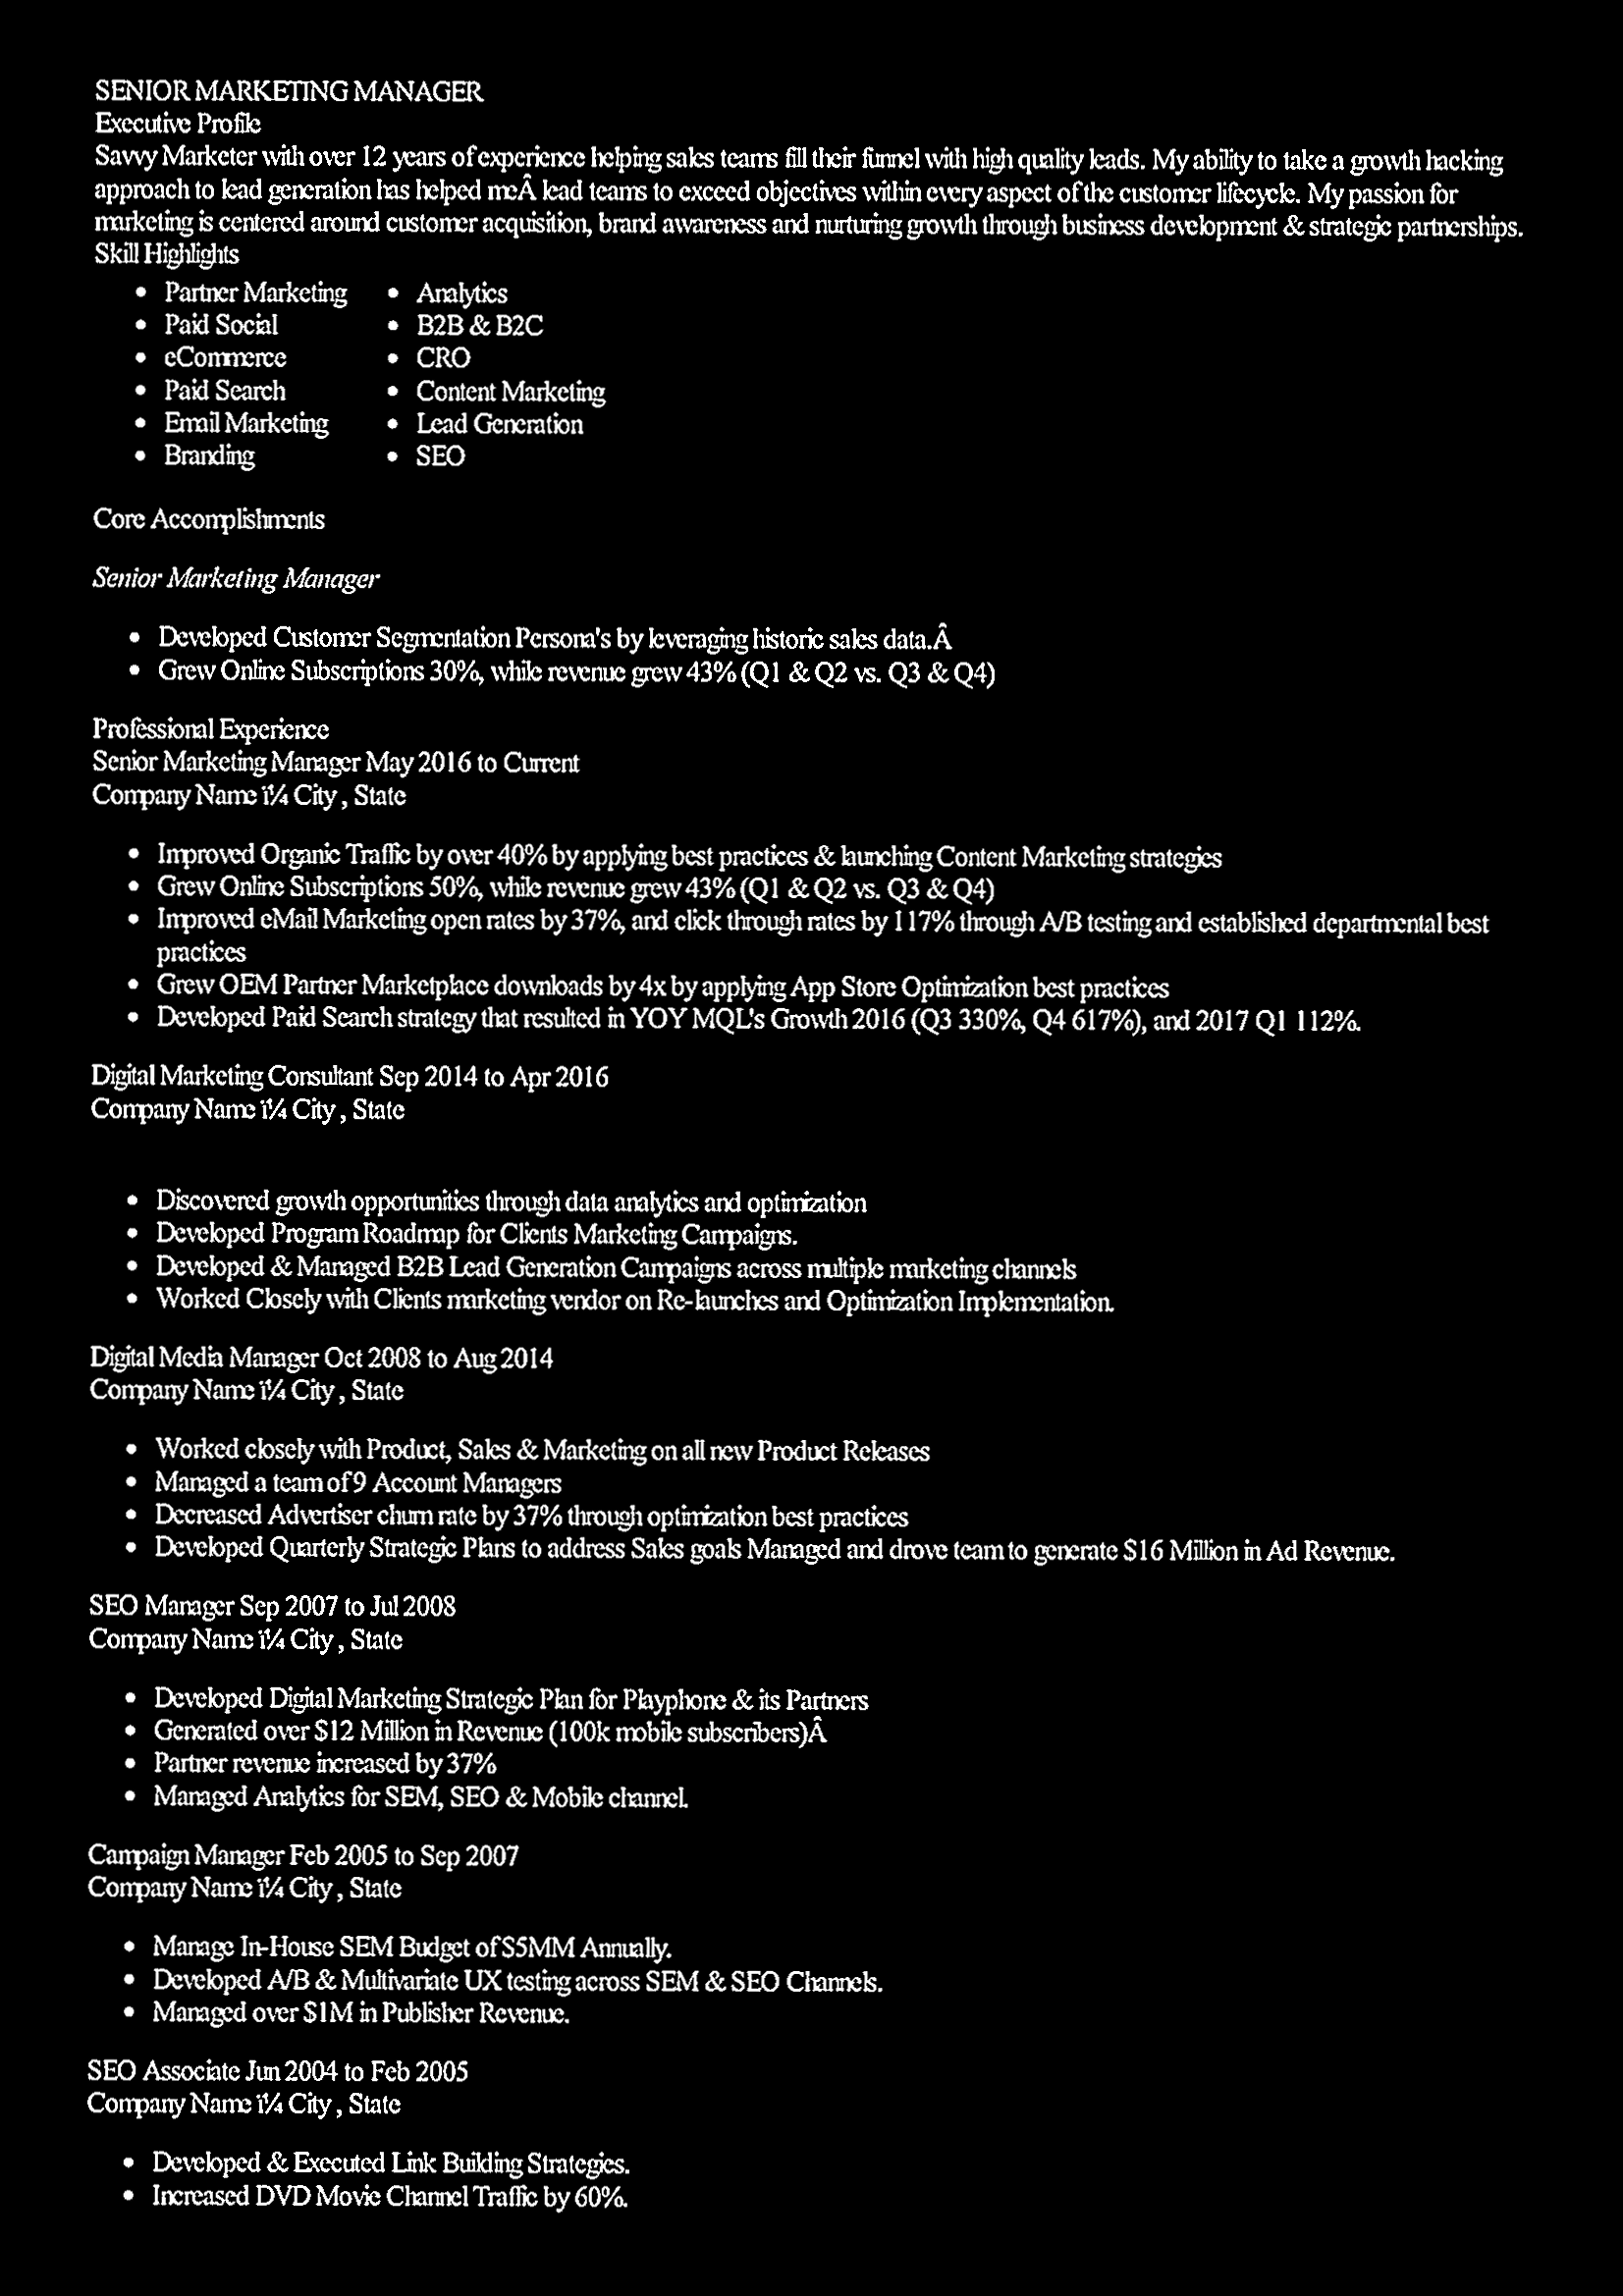 SENIOR MARKETING MANAGER
Executive Profile
Savvy Marketer with over 12 years of experience helping sales teams fill their funnel with high quality leads. My ability to take a growth hacking
approach to lead generation has helped meÂ lead teams to exceed objectives within every aspect of the customer lifecycle. My passion for
marketing is centered around customer acquisition, brand awareness and nurturing growth through business development & strategic partnerships.
Skill Highlights
• Partner Marketing
• Paid Social
• eCommerce
• Paid Search
• Email Marketing
• Branding
• Analytics
• B2B & B2C
• CRO
• Content Marketing
• Lead Generation
• SEO
Core Accomplishments
Senior Marketing Manager
• Developed Customer Segmentation Persona's by leveraging historic sales data.Â
• Grew Online Subscriptions 30%, while revenue grew 43% (Q1 & Q2 vs. Q3 & Q4)
Professional Experience
Senior Marketing Manager May 2016 to Current
Company Name ï¼ City , State
• Improved Organic Traffic by over 40% by applying best practices & launching Content Marketing strategies
• Grew Online Subscriptions 50%, while revenue grew 43% (Q1 & Q2 vs. Q3 & Q4)
• Improved eMail Marketing open rates by 37%, and click through rates by 117% through A/B testing and established departmental best
practices
• Grew OEM Partner Marketplace downloads by 4x by applying App Store Optimization best practices
• Developed Paid Search strategy that resulted in YOY MQL's Growth 2016 (Q3 330%, Q4 617%), and 2017 Q1 112%.
Digital Marketing Consultant Sep 2014 to Apr 2016
Company Name ï¼ City , State
• Discovered growth opportunities through data analytics and optimization
• Developed Program Roadmap for Clients Marketing Campaigns.
• Developed & Managed B2B Lead Generation Campaigns across multiple marketing channels
• Worked Closely with Clients marketing vendor on Re-launches and Optimization Implementation.
Digital Media Manager Oct 2008 to Aug 2014
Company Name ï¼ City , State
• Worked closely with Product, Sales & Marketing on all new Product Releases
• Managed a team of 9 Account Managers
• Decreased Advertiser churn rate by 37% through optimization best practices
• Developed Quarterly Strategic Plans to address Sales goals Managed and drove team to generate $16 Million in Ad Revenue.
SEO Manager Sep 2007 to Jul 2008
Company Name ï¼ City , State
• Developed Digital Marketing Strategic Plan for Playphone & its Partners
• Generated over $12 Million in Revenue (100k mobile subscribers)Â
• Partner revenue increased by 37%
• Managed Analytics for SEM, SEO & Mobile channel.
Campaign Manager Feb 2005 to Sep 2007
Company Name ï¼ City , State
• Manage In-House SEM Budget of $5MM Annually.
• Developed A/B & Multivariate UX testing across SEM & SEO Channels.
• Managed over $1M in Publisher Revenue.
SEO Associate Jun 2004 to Feb 2005
Company Name ï¼ City , State
• Developed & Executed Link Building Strategies.
• Increased DVD Movie Channel Traffic by 60%.